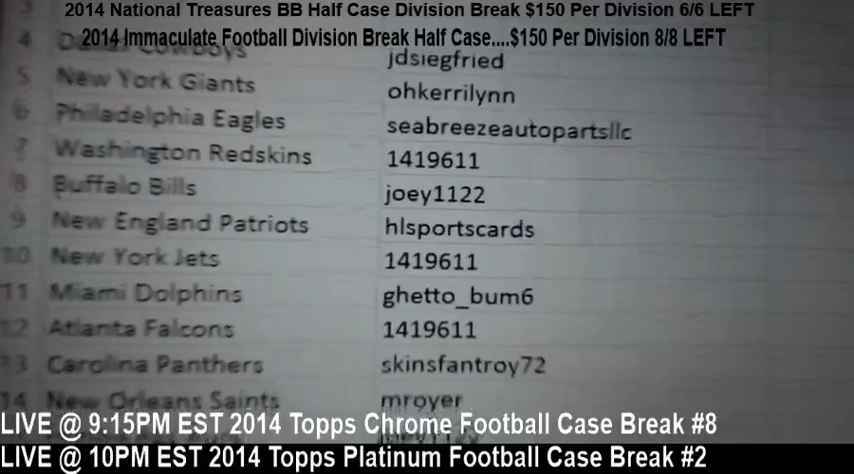 3
2014 National Treasures BB Half Case Division Break $150 Per Division 6/6 LEFT
2014 Immaculate Football Division Break Half Case....$150 Per Division 8/8 LEFT
4 Cowboys jdsiegfried
5 New York Giants ohkerrilynn
6 Philadelphia Eagles seabreezeautopartsllc
7 Washington Redskins 1419611
8 Buffalo Bills joey1122
9 New England Patriots hlsportscards
10 New York Jets 1419611
11 Miami Dolphins ghetto_bum6
12 Atlanta Falcons 1419611
13 Carolina Panthers skinsfantroy72
14 New Orleans Saints mroyer
LIVE @ 9:15PM EST 2014 Topps Chrome Football Case Break #8
LIVE @ 10PM EST 2014 Topps Platinum Football Case Break #2